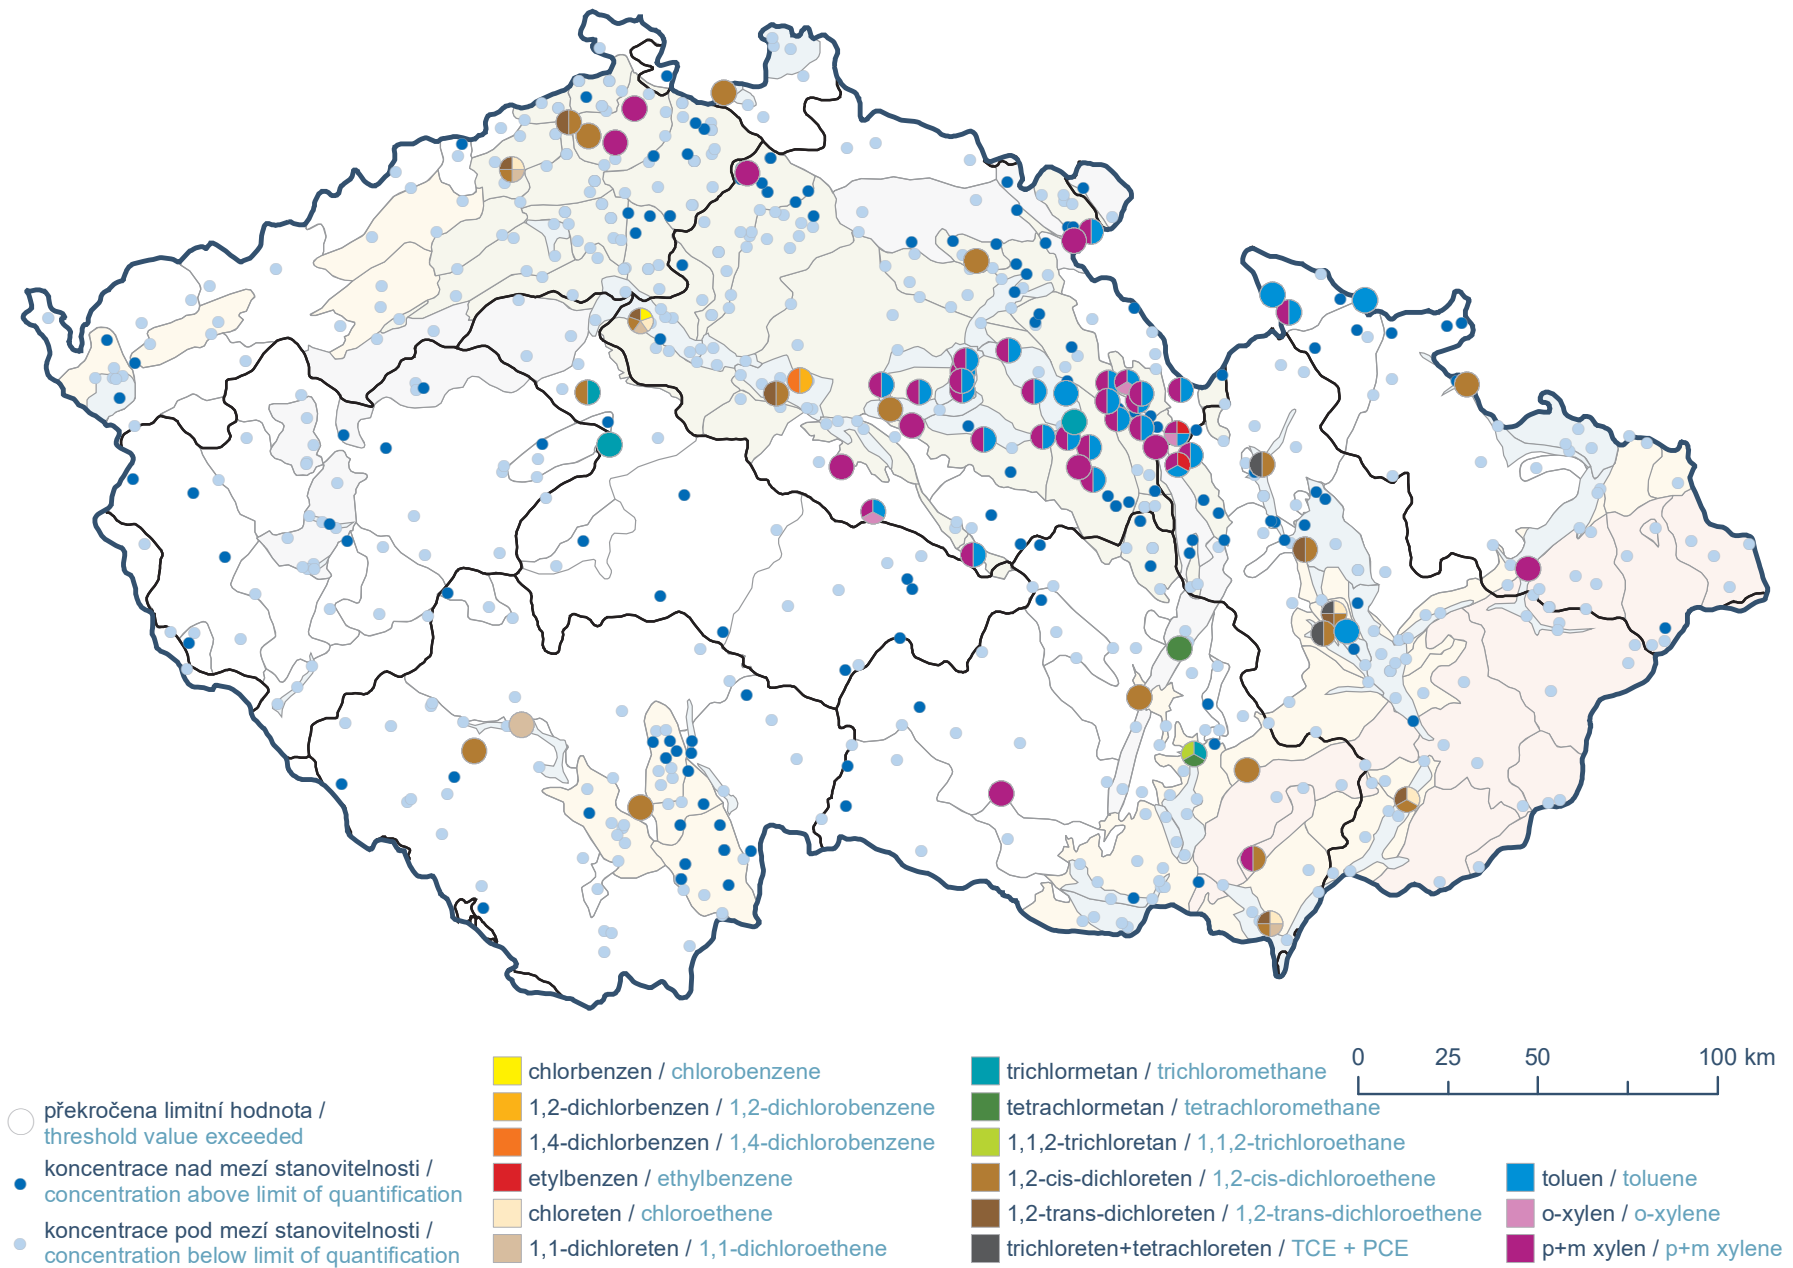 překročena limitní hodnota /
threshold value exceeded
koncentrace nad mezí stanovitelnosti /
concentration above limit of quantification
koncentrace pod mezí stanovitelnosti /
concentration below limit of quantification
chlorbenzen / chlorobenzene
1,2-dichlorbenzen / 1,2-dichlorobenzene
1,4-dichlorbenzen / 1,4-dichlorobenzene
etylbenzen / ethylbenzene
chloreten / chloroethene
1,1-dichloreten / 1,1-dichloroethene
trichlormetan / trichloromethane
tetrachlormetan / tetrachloromethane
1,1,2-trichloretan / 1,1,2-trichloroethane
1,2-cis-dichloreten / 1,2-cis-dichloroethene
1,2-trans-dichloreten / 1,2-trans-dichloroethene
trichloreten+tetrachloreten / TCE + PCE
0 25 50 100 km
toluen / toluene
o-xylen / o-xylene
p+m xylen / p+m xylene